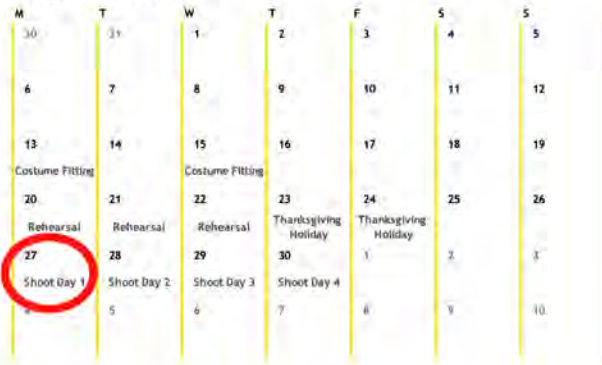 M T W T F S S
30 31 1 2 3 4 5
6 7 8 9 10 11 12
13 14 15 16 17 18 19
Costume Fitting Costume Fitting
20 21 22 23 24 25 26
Rehearsal Rehearsal Rehearsal Thanksgiving Thanksgiving
Holiday Holiday
27 28 29 30 1 2 3
Shoot Day 1 Shoot Day 2 Shoot Day 3 Shoot Day 4
4 5 6 7 8 9 10